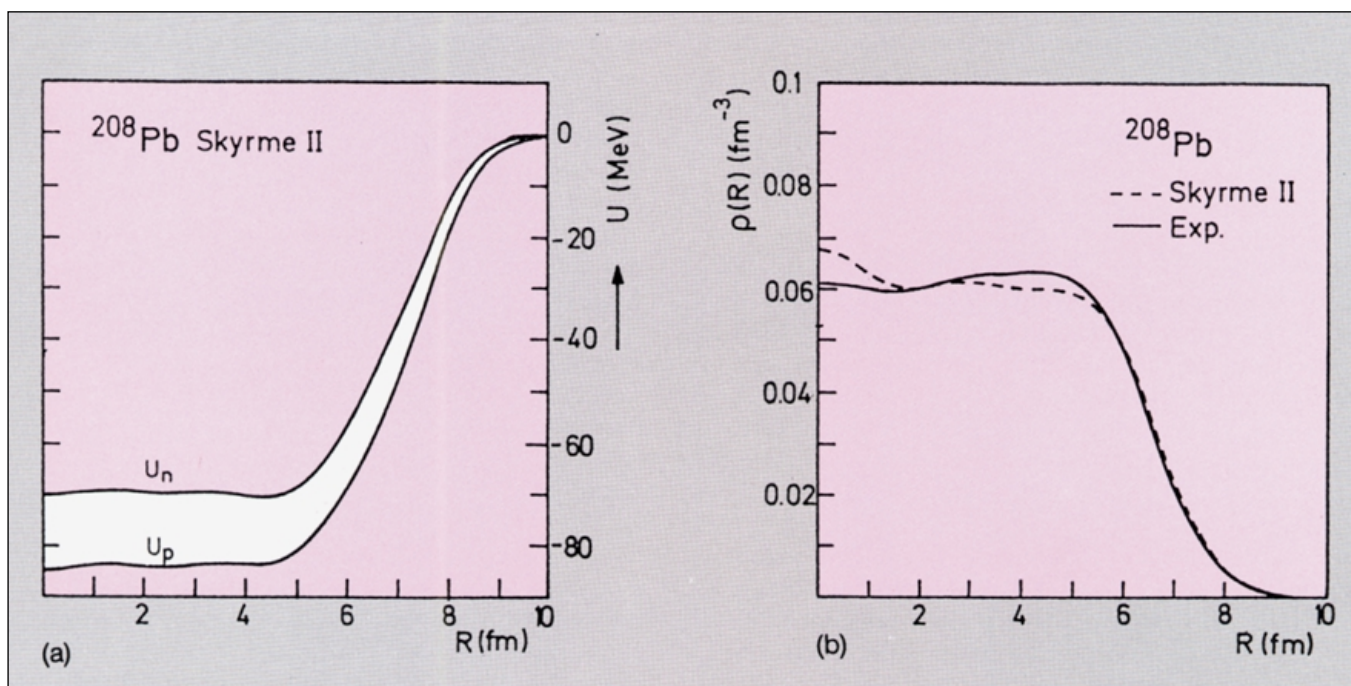 ²⁰⁸Pb Skyrme II
0
-20
-40
-60
-80
U (MeV)
Uₙ
Uₚ
2 4 6 8 10
R (fm)
(a)
0.1
0.08
0.06
0.04
0.02
ρ(R) (fm⁻³)
²⁰⁸Pb
Skyrme II
Exp.
2 4 6 8 10
R (fm)
(b)